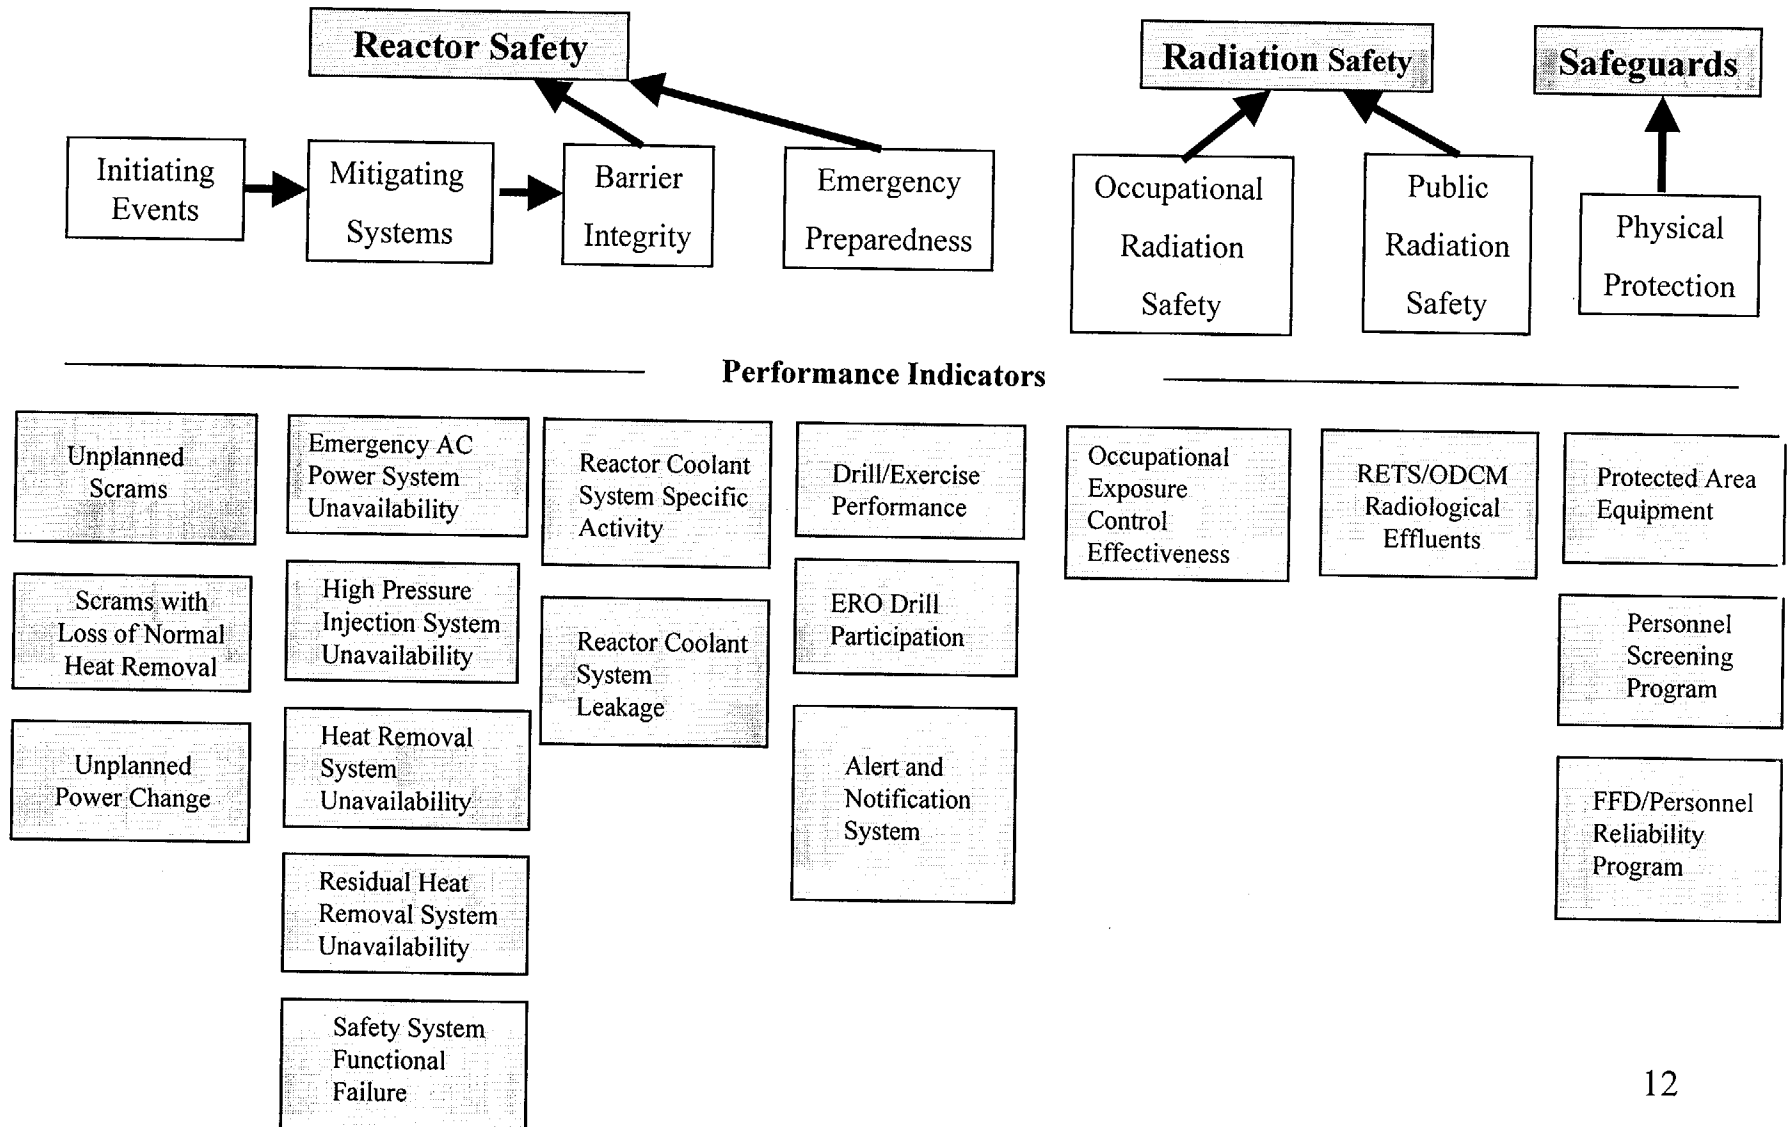 Reactor Safety
Radiation Safety
Safeguards
Initiating
Events
Mitigating
Systems
Barrier
Integrity
Emergency
Preparedness
Occupational
Radiation
Safety
Public
Radiation
Safety
Physical
Protection
Performance Indicators
Unplanned
Scrams
Scrams with
Loss of Normal
Heat Removal
Unplanned
Power Change
Emergency AC
Power System
Unavailability
High Pressure
Injection System
Unavailability
Heat Removal
System
Unavailability
Residual Heat
Removal System
Unavailability
Safety System
Functional
Failure
Reactor Coolant
System Specific
Activity
Reactor Coolant
System
Leakage
Drill/Exercise
Performance
ERO Drill
Participation
Alert and
Notification
System
Occupational
Exposure
Control
Effectiveness
RETS/ODCM
Radiological
Effluents
Protected Area
Equipment
Personnel
Screening
Program
FFD/Personnel
Reliability
Program
12